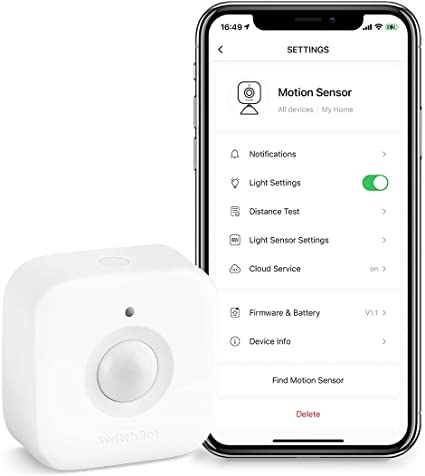 16:49
SETTINGS
Motion Sensor
All devices | My Home
Notifications
Light Settings
Distance Test
Light Sensor Settings
Cloud Service on
Firmware & Battery V1.1
Device Info
Find Motion Sensor
Delete
SwitchBot